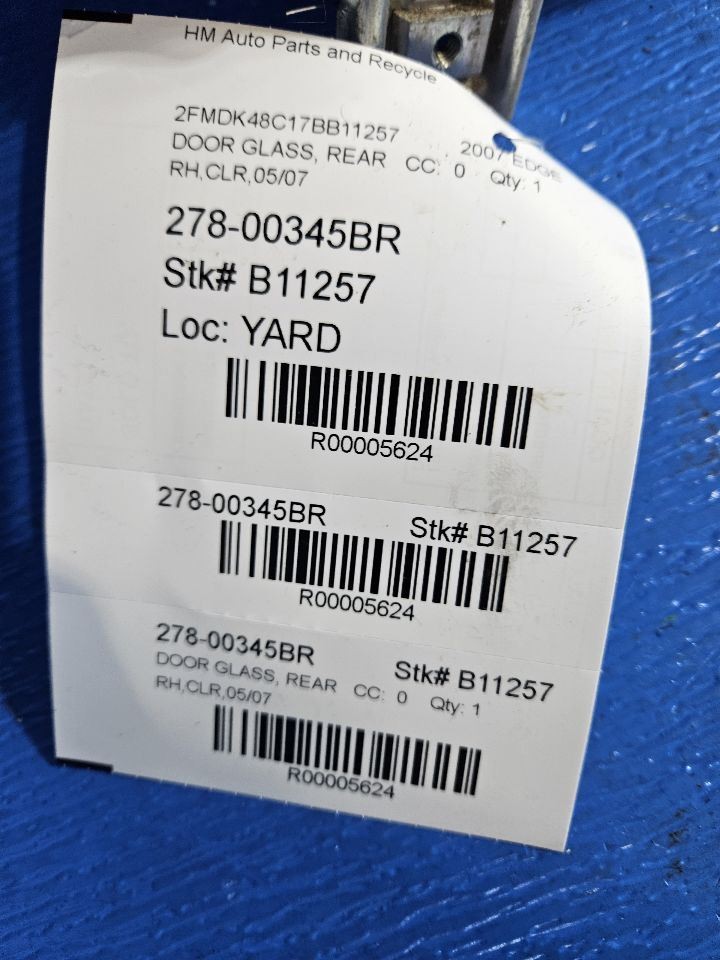 HM Auto Parts and Recycle
2FMDK48C17BB11257 2007 EDGE
DOOR GLASS, REAR CC: 0 Qty: 1
RH,CLR,05/07
278-00345BR
Stk# B11257
Loc: YARD
R00005624
278-00345BR Stk# B11257
R00005624
278-00345BR Stk# B11257
DOOR GLASS, REAR CC: 0 Qty: 1
RH,CLR,05/07
R00005624